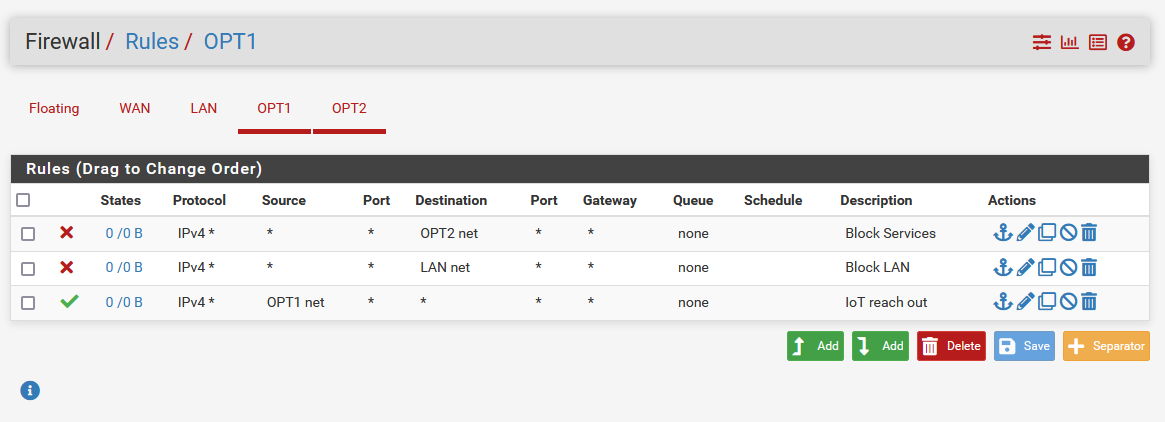 Firewall / Rules / OPT1
Floating WAN LAN OPT1 OPT2
Rules (Drag to Change Order)
States Protocol Source Port Destination Port Gateway Queue Schedule Description Actions
0 /0 B IPv4 * * * OPT2 net * * none Block Services
0 /0 B IPv4 * * * LAN net * * none Block LAN
0 /0 B IPv4 * OPT1 net * * * * none IoT reach out
Add Add Delete Save Separator